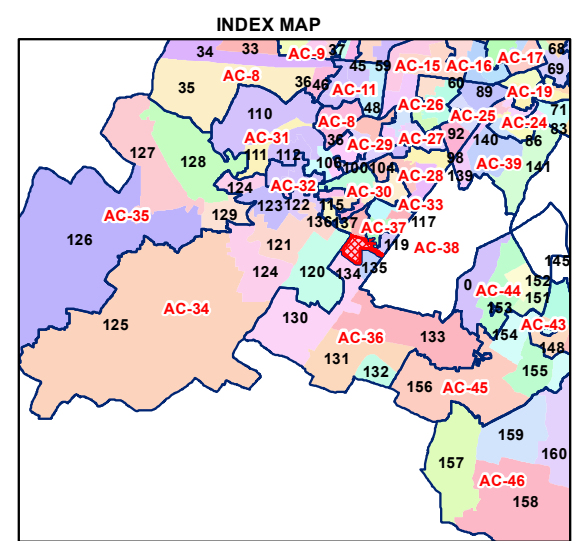 INDEX MAP
34 33 AC-9 37 AC-15 AC-16 AC-17 68
AC-8 45 59 69
35 36 46 AC-11 60 89 AC-19
110 48 AC-26 AC-25 AC-24 71
AC-8 92 83
AC-31 36 AC-29 AC-27 140 86
127 128 111 112 100 104 98 AC-39 141
AC-28 139
124 AC-32 AC-30
AC-35 123 122 115 AC-33
129 136 137 AC-37 117
126 121 119 AC-38
124 120 134 135 145
0 AC-44 152
AC-34 151
125 130 152 AC-43
AC-36 133 154 148
131
132 155
156 AC-45
159
157 160
AC-46
158